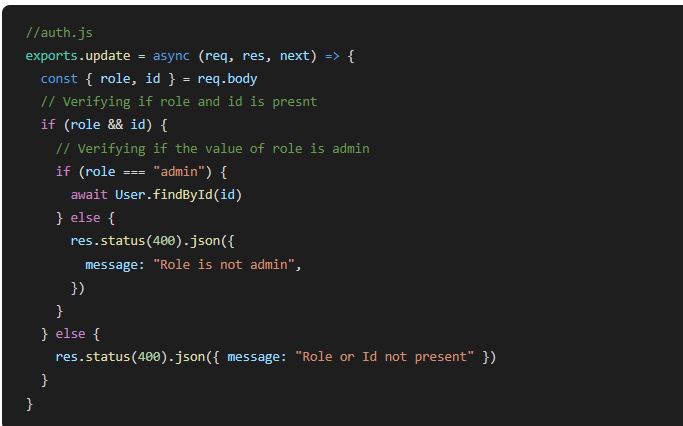 //auth.js
exports.update = async (req, res, next) => {
  const { role, id } = req.body
  // Verifying if role and id is presnt
  if (role && id) {
    // Verifying if the value of role is admin
    if (role === "admin") {
      await User.findById(id)
    } else {
      res.status(400).json({
        message: "Role is not admin",
      })
    }
  } else {
    res.status(400).json({ message: "Role or Id not present" })
  }
}